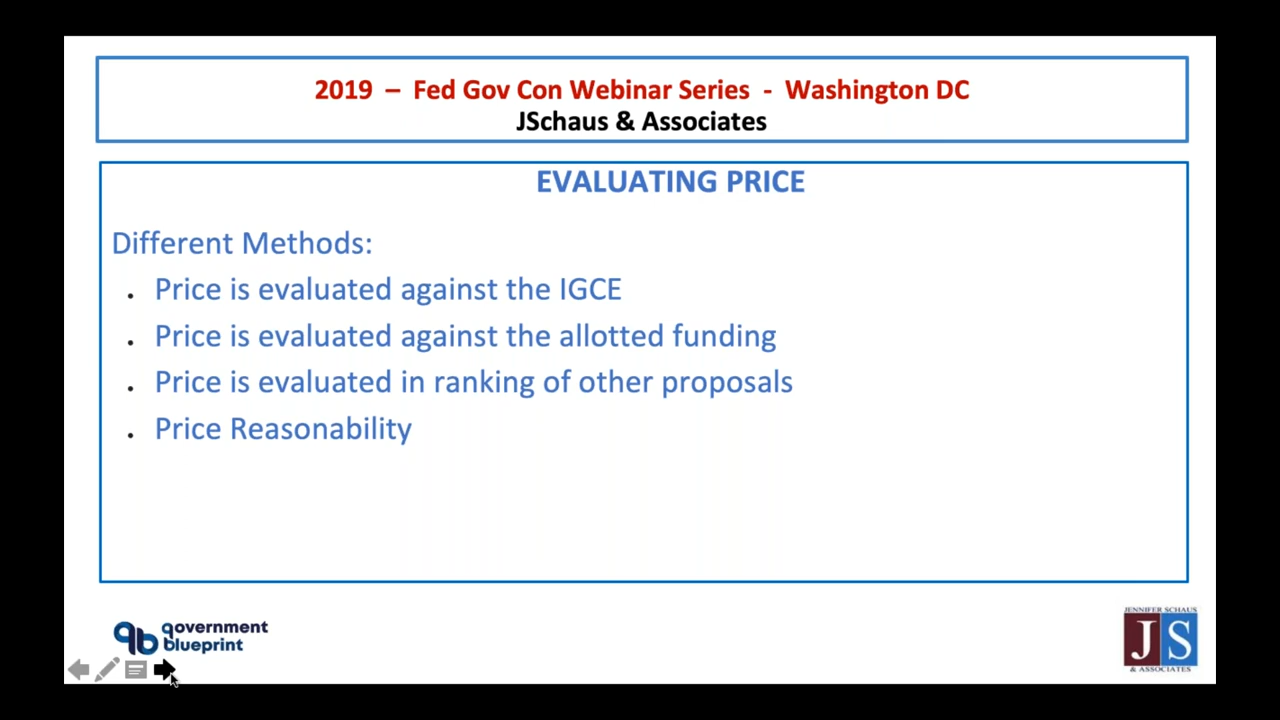 2019 – Fed Gov Con Webinar Series - Washington DC
JSchaus & Associates
EVALUATING PRICE
Different Methods:
. Price is evaluated against the IGCE
. Price is evaluated against the allotted funding
. Price is evaluated in ranking of other proposals
. Price Reasonability
gb government
blueprint
JENNIFER SCHAUS
JS
& ASSOCIATES